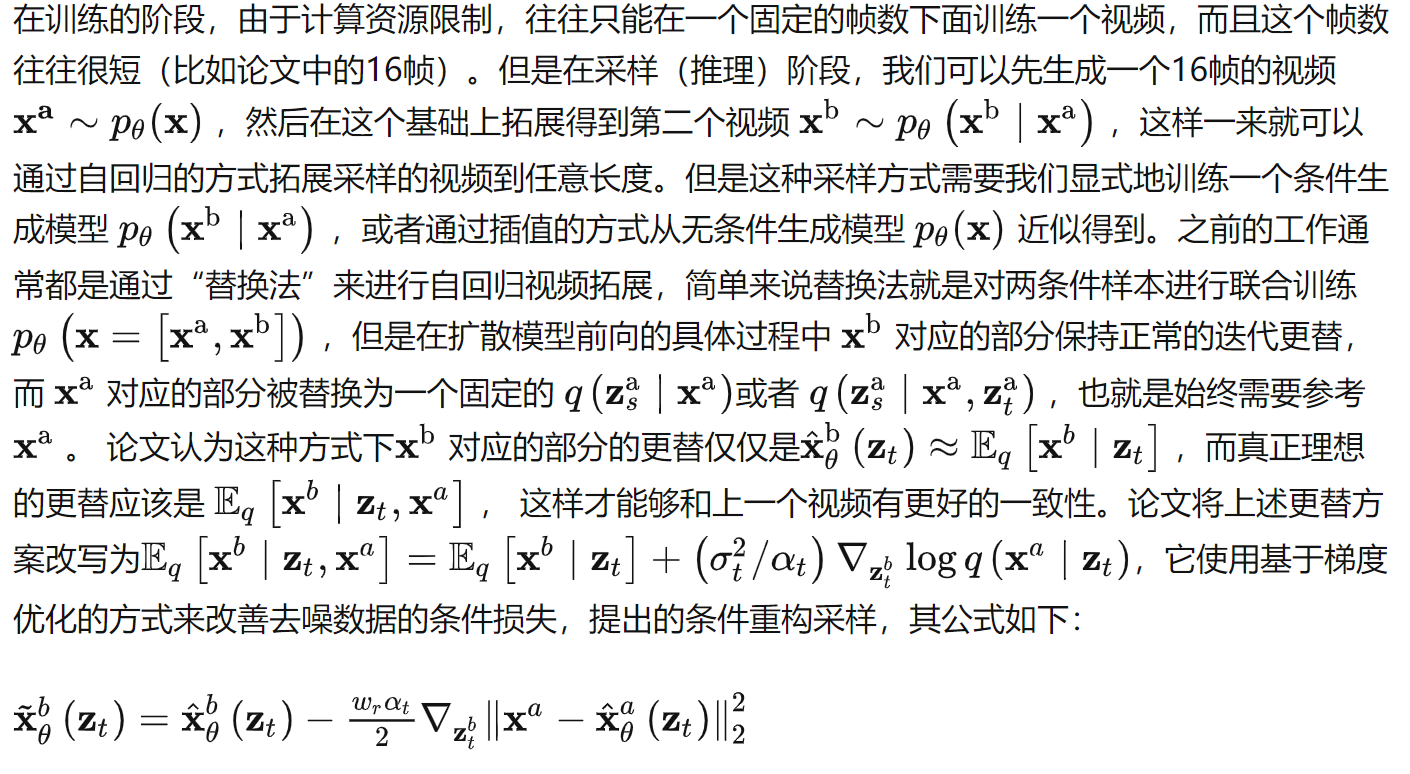 在训练的阶段，由于计算资源限制，往往只能在一个固定的帧数下面训练一个视频，而且这个帧数
往往很短（比如论文中的16帧）。但是在采样（推理）阶段，我们可以先生成一个16帧的视频
$\mathbf{x}^{\mathbf{a}} \sim p_\theta(\mathbf{x})$ ，然后在这个基础上拓展得到第二个视频 $\mathbf{x}^{\mathrm{b}} \sim p_\theta\left(\mathbf{x}^{\mathrm{b}} \mid \mathbf{x}^{\mathrm{a}}\right)$ ，这样一来就可以
通过自回归的方式拓展采样的视频到任意长度。但是这种采样方式需要我们显式地训练一个条件生
成模型 $p_\theta\left(\mathbf{x}^{\mathrm{b}} \mid \mathbf{x}^{\mathrm{a}}\right)$ ，或者通过插值的方式从无条件生成模型 $p_\theta(\mathbf{x})$ 近似得到。之前的工作通
常都是通过“替换法”来进行自回归视频拓展，简单来说替换法就是对两条件样本进行联合训练
$p_\theta\left(\mathbf{x}=\left[\mathbf{x}^{\mathrm{a}}, \mathbf{x}^{\mathrm{b}}\right]\right)$ ，但是在扩散模型前向的具体过程中 $\mathbf{x}^{\mathrm{b}}$ 对应的部分保持正常的迭代更替，
而 $\mathbf{x}^{\mathrm{a}}$ 对应的部分被替换为一个固定的 $q\left(\mathbf{z}_s^{\mathrm{a}} \mid \mathbf{x}^{\mathrm{a}}\right)$或者 $q\left(\mathbf{z}_s^{\mathrm{a}} \mid \mathbf{x}^{\mathrm{a}}, \mathbf{z}_t^{\mathrm{a}}\right)$ ，也就是始终需要参考
$\mathbf{x}^{\mathrm{a}}$ 。 论文认为这种方式下$\mathbf{x}^{\mathrm{b}}$ 对应的部分的更替仅仅是$\hat{\mathbf{x}}_\theta^{\mathrm{b}}\left(\mathbf{z}_t\right) \approx \mathbb{E}_q\left[\mathbf{x}^b \mid \mathbf{z}_t\right]$ ，而真正理想
的更替应该是 $\mathbb{E}_q\left[\mathbf{x}^b \mid \mathbf{z}_t, \mathbf{x}^a\right]$ ， 这样才能够和上一个视频有更好的一致性。论文将上述更替方
案改写为$\mathbb{E}_q\left[\mathbf{x}^b \mid \mathbf{z}_t, \mathbf{x}^a\right]=\mathbb{E}_q\left[\mathbf{x}^b \mid \mathbf{z}_t\right]+\left(\sigma_t^2 / \alpha_t\right) \nabla_{\mathbf{z}_t^b} \log q\left(\mathbf{x}^a \mid \mathbf{z}_t\right)$，它使用基于梯度
优化的方式来改善去噪数据的条件损失，提出的条件重构采样，其公式如下：
$\tilde{\mathbf{x}}_\theta^b\left(\mathbf{z}_t\right)=\hat{\mathbf{x}}_\theta^b\left(\mathbf{z}_t\right)-\frac{w_r \alpha_t}{2} \nabla_{\mathbf{z}_t^b}\left\|\mathbf{x}^a-\hat{\mathbf{x}}_\theta^a\left(\mathbf{z}_t\right)\right\|_2^2$